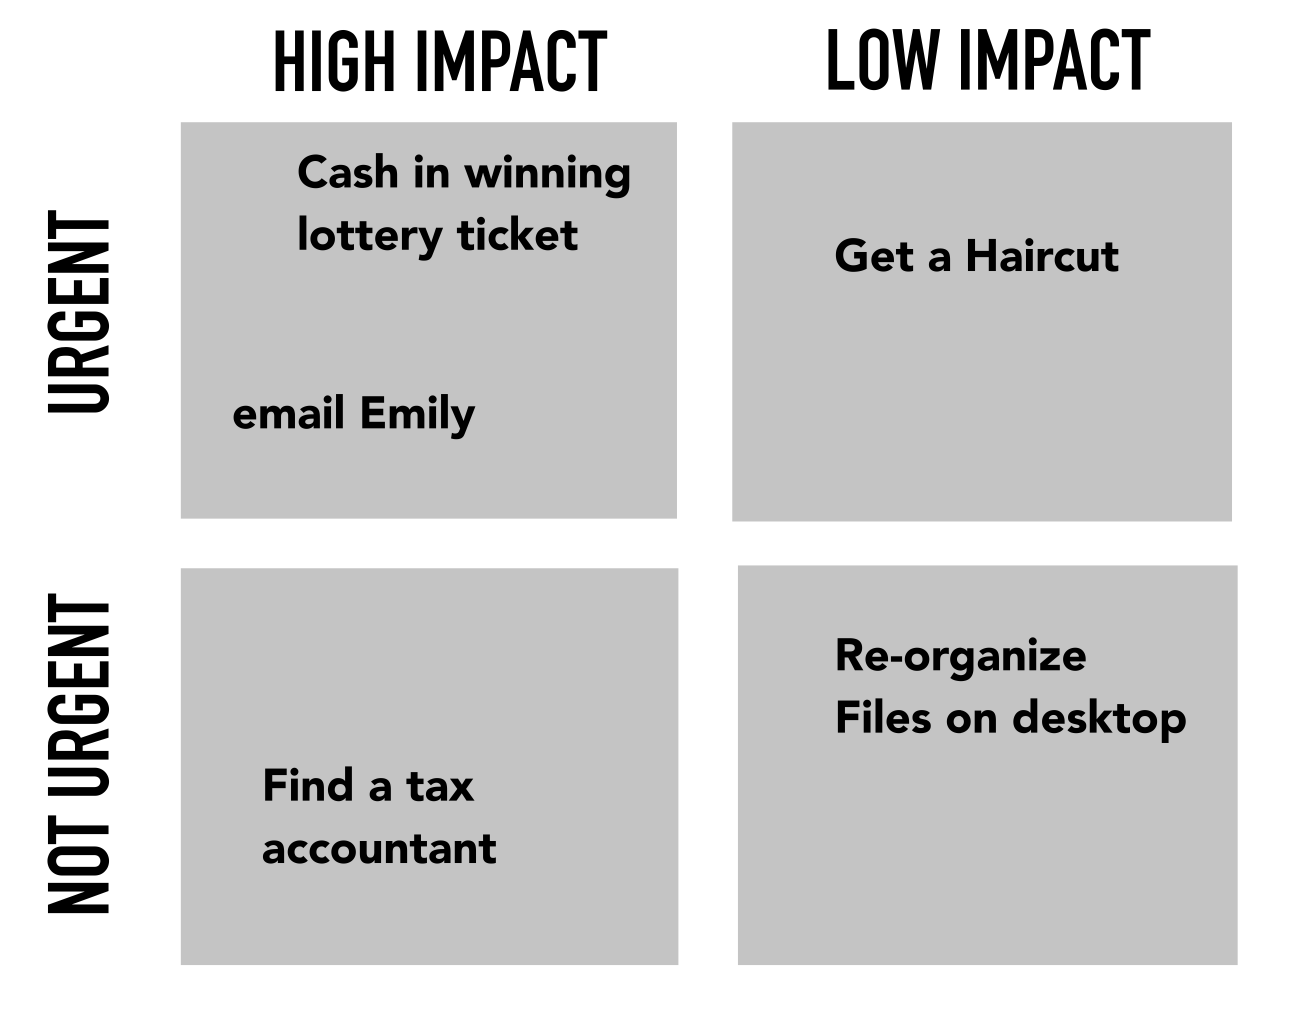 HIGH IMPACT
LOW IMPACT
URGENT
Cash in winning
lottery ticket
email Emily
Get a Haircut
NOT URGENT
Find a tax
accountant
Re-organize
Files on desktop